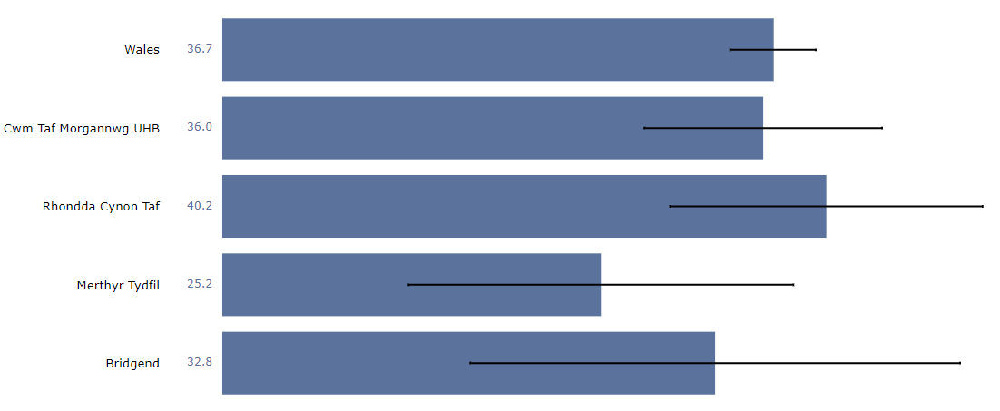 Wales 36.7
Cwm Taf Morgannwg UHB 36.0
Rhondda Cynon Taf 40.2
Merthyr Tydfil 25.2
Bridgend 32.8